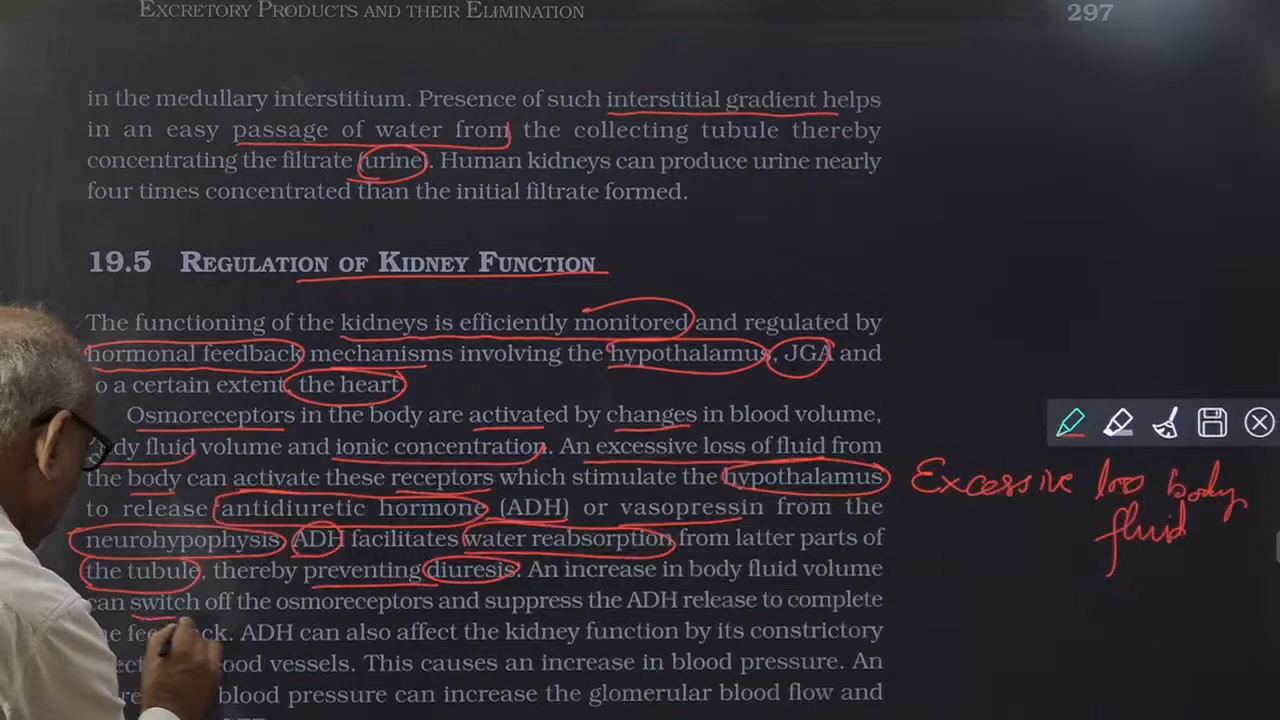 EXCRETORY PRODUCTS AND THEIR ELIMINATION 297
in the medullary interstitium. Presence of such interstitial gradient helps
in an easy passage of water from the collecting tubule thereby
concentrating the filtrate (urine). Human kidneys can produce urine nearly
four times concentrated than the initial filtrate formed.
19.5 REGULATION OF KIDNEY FUNCTION
The functioning of the kidneys is efficiently monitored and regulated by
hormonal feedback mechanisms involving the hypothalamus, JGA and
a certain extent, the heart
Osmoreceptors in the body are activated by changes in blood volume,
fluid volume and ionic concentration. An excessive loss of fluid from
the body can activate these receptors which stimulate the hypothalamus
to release antidiuretic hormone (ADH) or vasopressin from the
neurohypophysis. ADH facilitates water reabsorption from latter parts of
the tubule, thereby preventing diuresis. An increase in body fluid volume
can switch off the osmoreceptors and suppress the ADH release to complete
ADH can also affect the kidney function by its constrictory
vessels. This causes an increase in blood pressure. An
blood pressure can increase the glomerular blood flow and
Excessive loss body
fluid